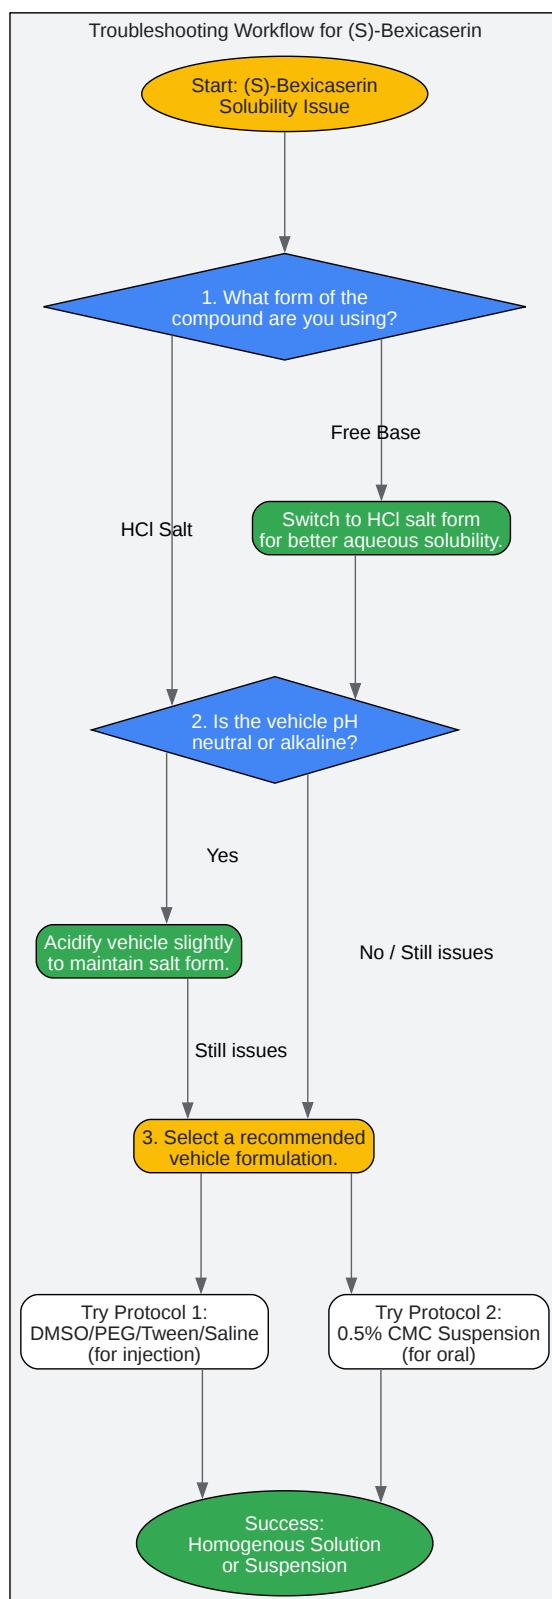 Troubleshooting Workflow for (S)-Bexicaserin
Start: (S)-Bexicaserin
Solubility Issue
1. What form of the
compound are you using?
Free Base
HCl Salt
Switch to HCl salt form
for better aqueous solubility.
2. Is the vehicle pH
neutral or alkaline?
Yes
Acidify vehicle slightly
to maintain salt form.
No / Still issues
Still issues
3. Select a recommended
vehicle formulation.
Try Protocol 1:
DMSO/PEG/Tween/Saline
(for injection)
Try Protocol 2:
0.5% CMC Suspension
(for oral)
Success:
Homogenous Solution
or Suspension